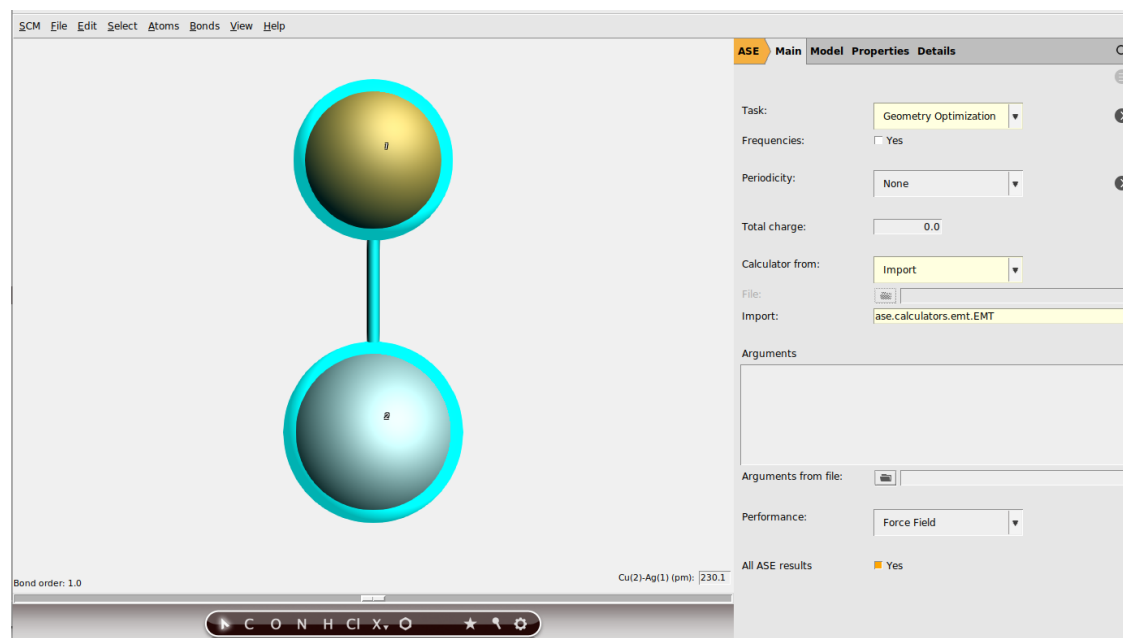 SCM File Edit Select Atoms Bonds View Help
ASE Main Model Properties Details
Task: Geometry Optimization
Frequencies: Yes
Periodicity: None
Total charge: 0.0
Calculator from: Import
File:
Import: ase.calculators.emt.EMT
Arguments
Arguments from file:
Performance: Force Field
All ASE results Yes
Bond order: 1.0
Cu(2)-Ag(1) (pm): 230.1
C O N H Cl X